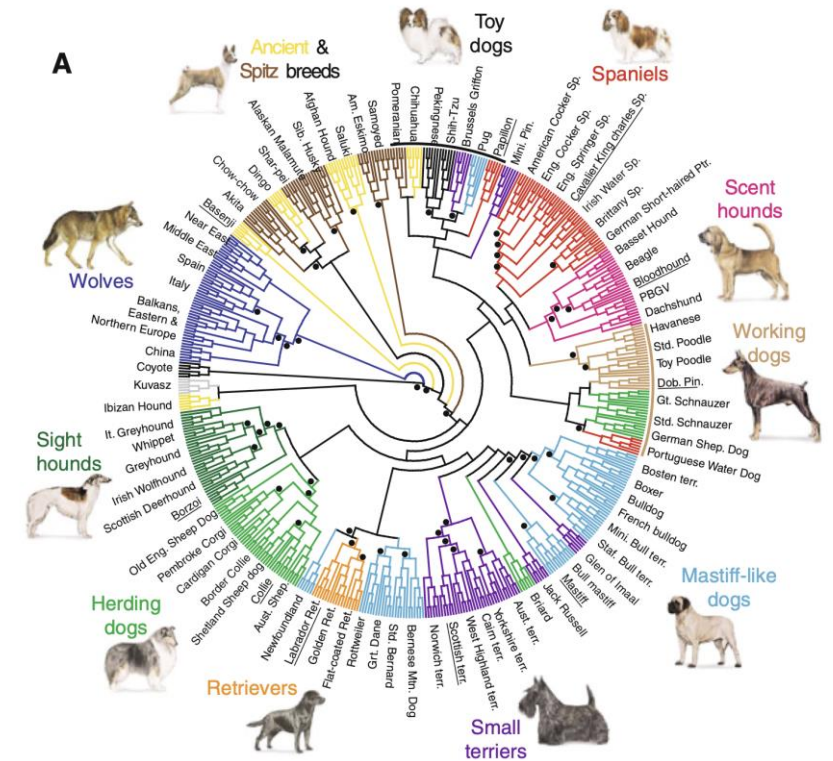 A
Ancient &
Spitz breeds
Toy
dogs
Spaniels
Scent
hounds
Working
dogs
Mastiff-like
dogs
Small
terriers
Retrievers
Herding
dogs
Sight
hounds
Wolves
Near East
Middle East
Spain
Italy
Balkans,
Eastern &
Northern Europe
China
Coyote
Kuvasz
Ibizan Hound
It. Greyhound
Whippet
Greyhound
Irish Wolfhound
Scottish Deerhound
Borzoi
Old Eng. Sheep Dog
Pembroke Corgi
Cardigan Corgi
Border Collie
Shetland Sheep dog
Collie
Aust. Shep.
Newfoundland
Labrador Ret.
Golden Ret.
Flat-coated Ret.
Rottweiler
Grt. Dane
Std. Bernard
Bernese Mtn. Dog
Norwich terr.
Scottish terr.
West Highland terr.
Cairn terr.
Yorkshire terr.
Aust. terr.
Briard
Jack Russell
Mastiff
Bull mastiff
Glen of Imaal
Staf. Bull terr.
Mini. Bull terr.
French bulldog
Bulldog
Boxer
Bosten terr.
Portuguese Water Dog
German Shep. Dog
Std. Schnauzer
Gt. Schnauzer
Dob. Pin.
Toy Poodle
Std. Poodle
Havanese
Dachshund
PBGV
Bloodhound
Beagle
Basset Hound
German Short-haired Ptr.
Brittany Sp.
Irish Water Sp.
Cavalier King charles Sp.
Eng. Springer Sp.
Eng. Cocker Sp.
American Cocker Sp.
Mini. Pin.
Papillon
Pug
Brussels Griffon
Shih-Tzu
Pekingnese
Chihuahua
Pomeranian
Samoyed
Am. Eskimo
Saluki
Afghan Hound
Sib. Husky
Alaskan Malamute
Shar-pei
Dingo
Chow-chow
Akita
Basenji